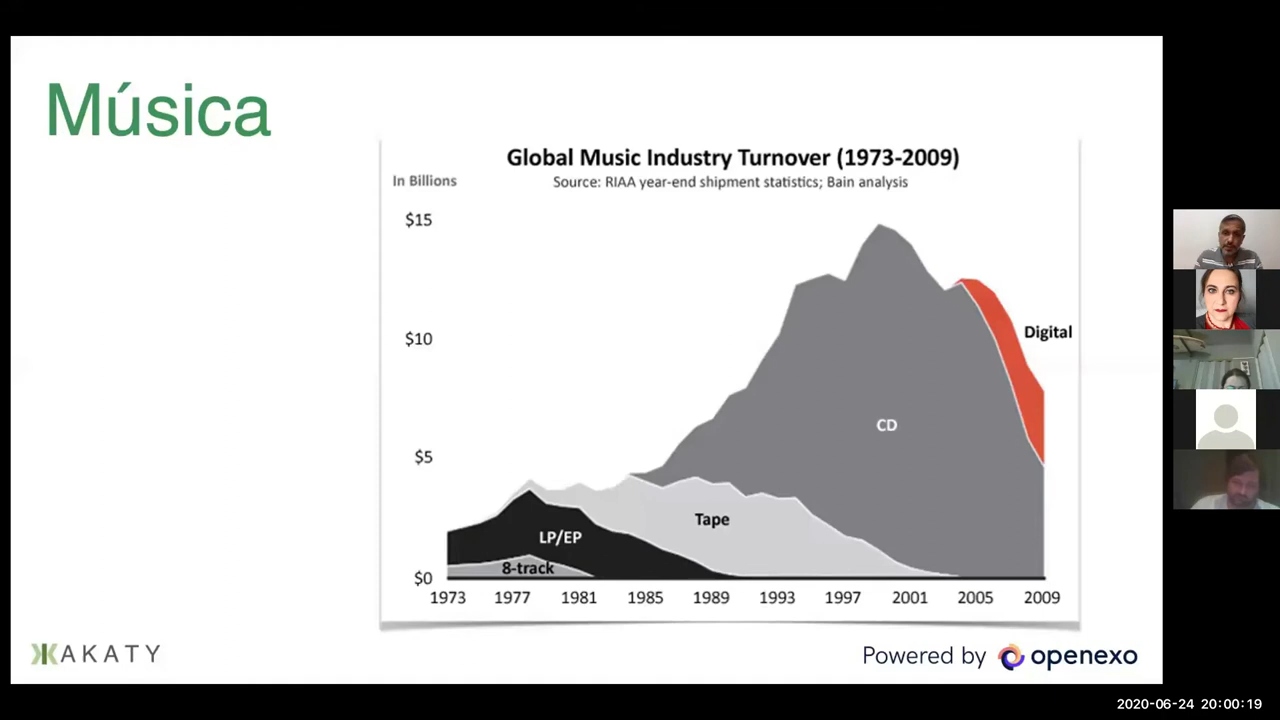 Música
Global Music Industry Turnover (1973-2009)
In Billions
Source: RIAA year-end shipment statistics; Bain analysis
$15
$10
Digital
CD
$5
Tape
LP/EP
8-track
$0
1973 1977 1981 1985 1989 1993 1997 2001 2005 2009
AKATY
Powered by openexo
2020-06-24 20:00:19